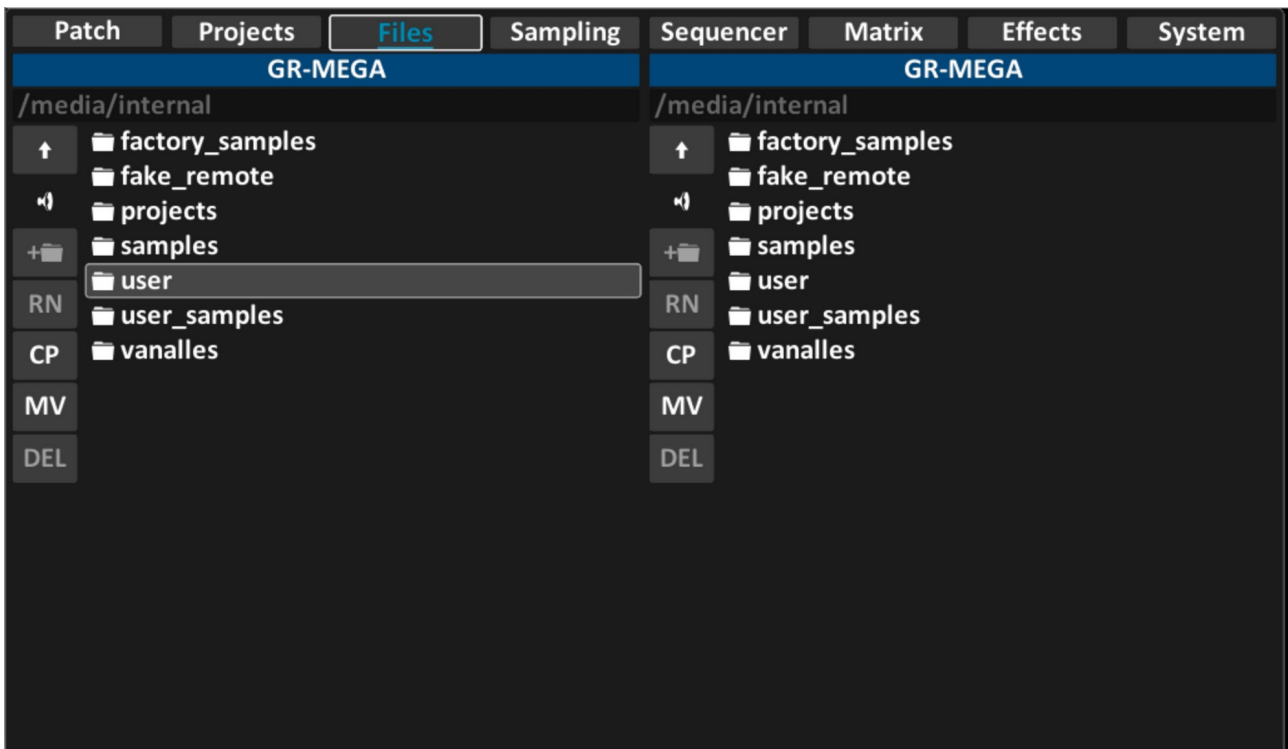 Patch Projects Files Sampling Sequencer Matrix Effects System
GR-MEGA
/media/internal
factory_samples
fake_remote
projects
+ samples
user
RN
user_samples
CP vanalles
MV
DEL
GR-MEGA
/media/internal
factory_samples
fake_remote
projects
+ samples
user
RN
user_samples
CP vanalles
MV
DEL